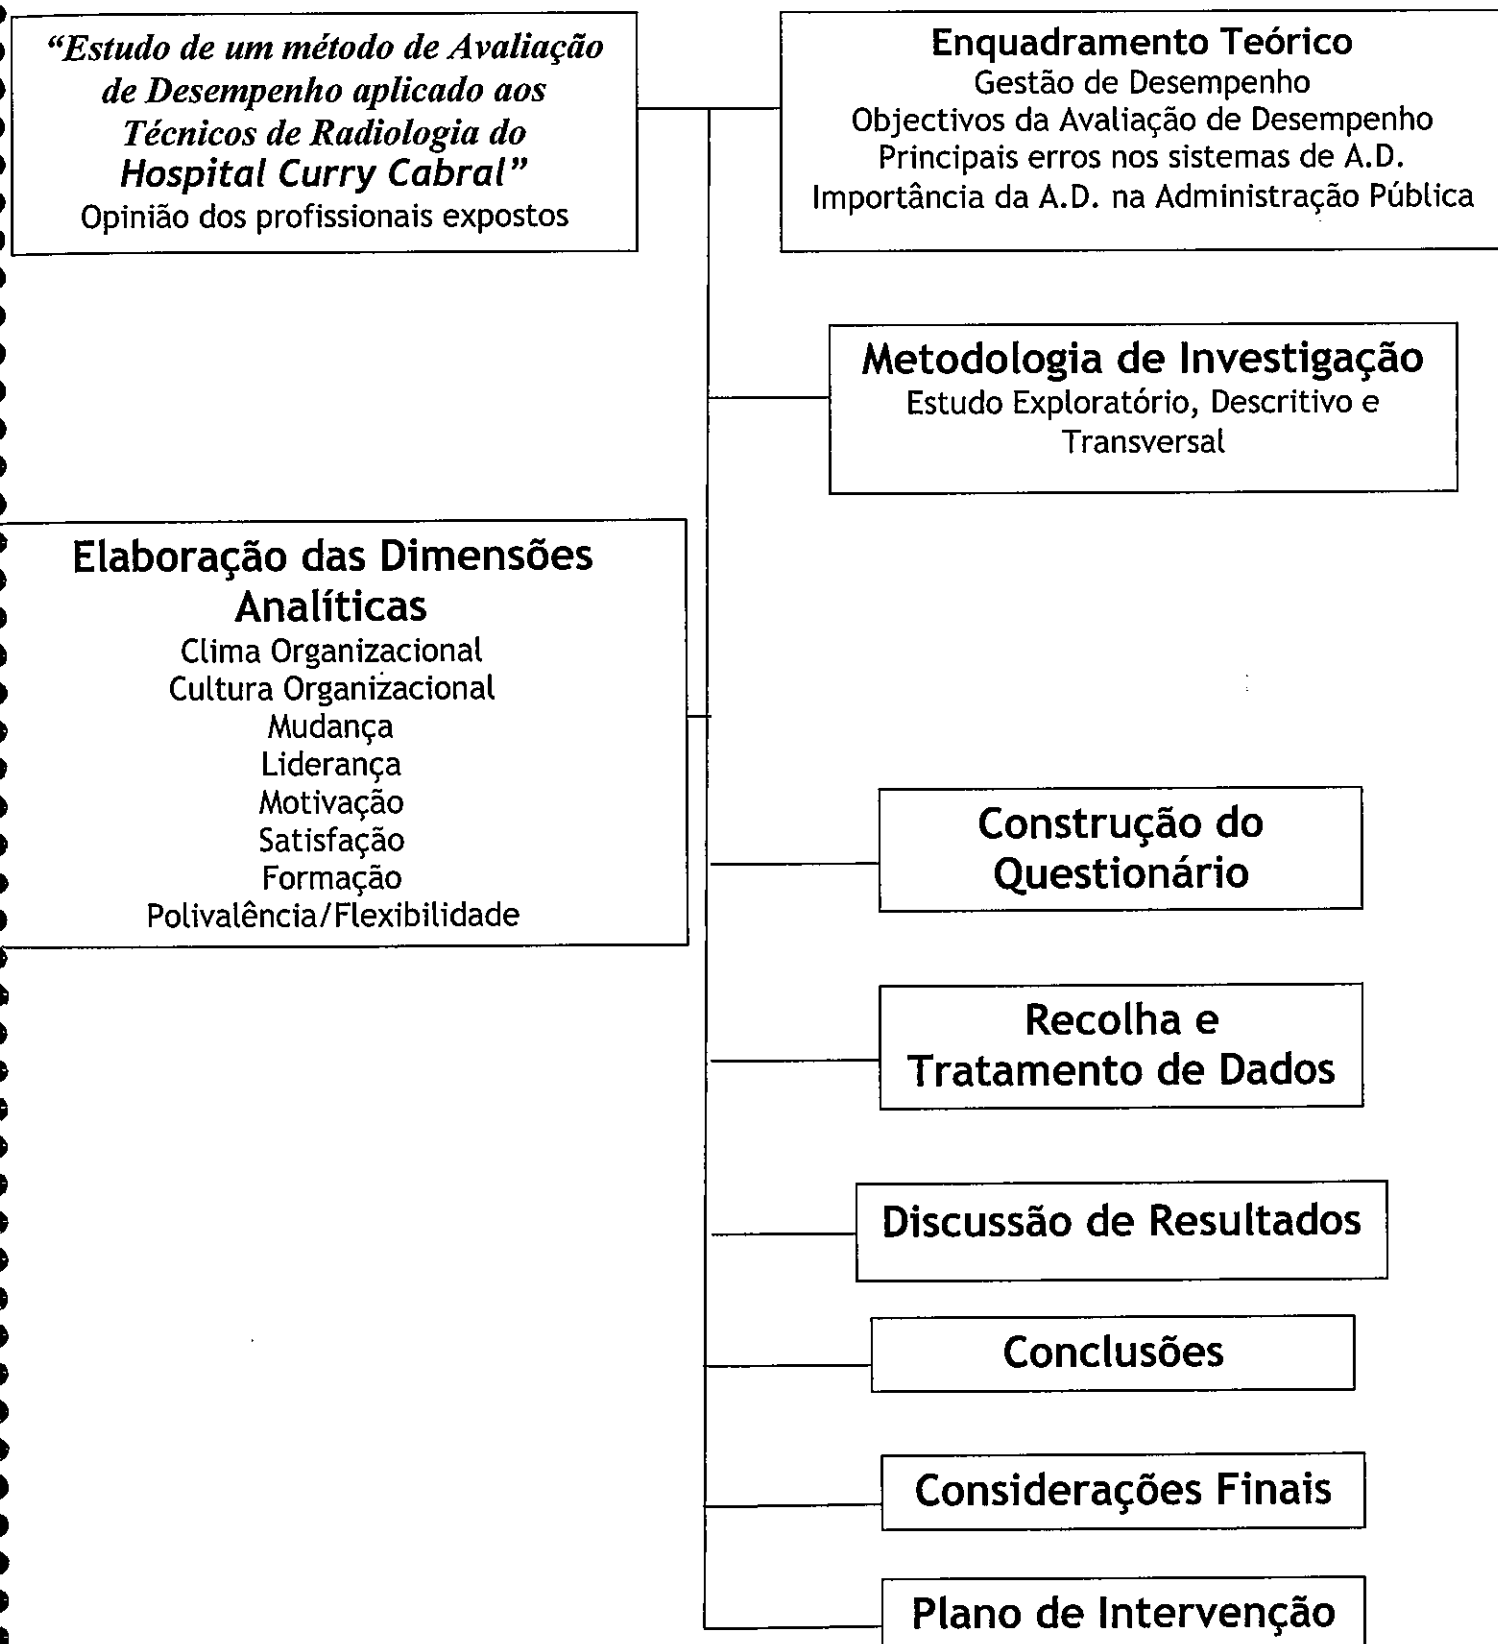 “Estudo de um método de Avaliação
de Desempenho aplicado aos
Técnicos de Radiologia do
Hospital Curry Cabral”
Opinião dos profissionais expostos
Enquadramento Teórico
Gestão de Desempenho
Objectivos da Avaliação de Desempenho
Principais erros nos sistemas de A.D.
Importância da A.D. na Administração Pública
Metodologia de Investigação
Estudo Exploratório, Descritivo e
Transversal
Elaboração das Dimensões
Analíticas
Clima Organizacional
Cultura Organizacional
Mudança
Liderança
Motivação
Satisfação
Formação
Polivalência/Flexibilidade
Construção do
Questionário
Recolha e
Tratamento de Dados
Discussão de Resultados
Conclusões
Considerações Finais
Plano de Intervenção